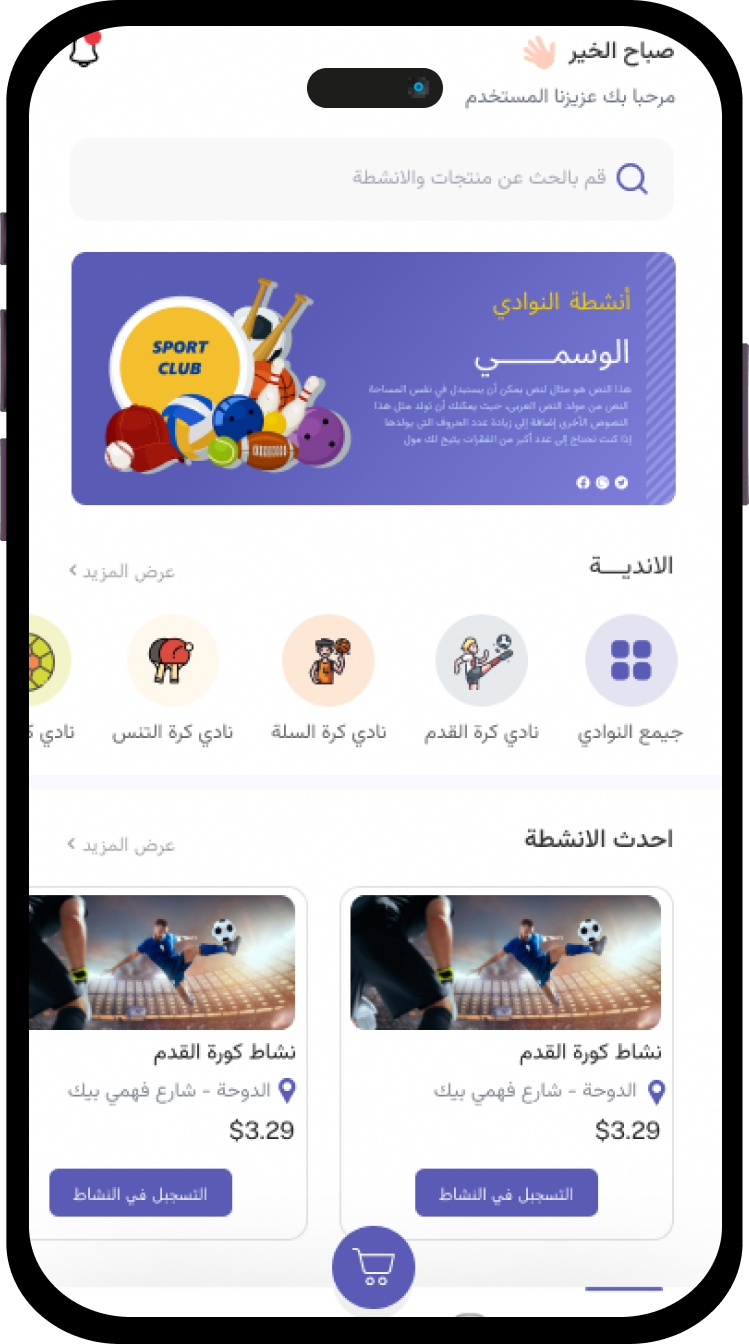 صباح الخير
مرحبا بك عزيزنا المستخدم
قم بالحث عن منتجات والانشطة
أنشطة النوادي
الوسمـــــي
هذا النص هو مثال لنص يمكن أن يستبدل في نفس المساحة
النص من مولد النص العربى، حيث يمكنك أن تولد مثل هذا
النصوص الأخرى إضافة إلى زيادة عدد الحروف التى يولدها
إذا كنت تحتاج إلى عدد أكبر من الفقرات يتيح لك مول
SPORT
CLUB
الانديـــة
عرض المزيد
جيمع النوادي
نادي كرة القدم
نادي كرة السلة
نادي كرة التنس
نادي ك
احدث الانشطة
عرض المزيد
نشاط كورة القدم
الدوحة - شارع فهمي بيك
$3.29
التسجبل في النشاط
نشاط كورة القدم
الدوحة - شارع فهمي بيك
$3.29
التسجبل في النشاط